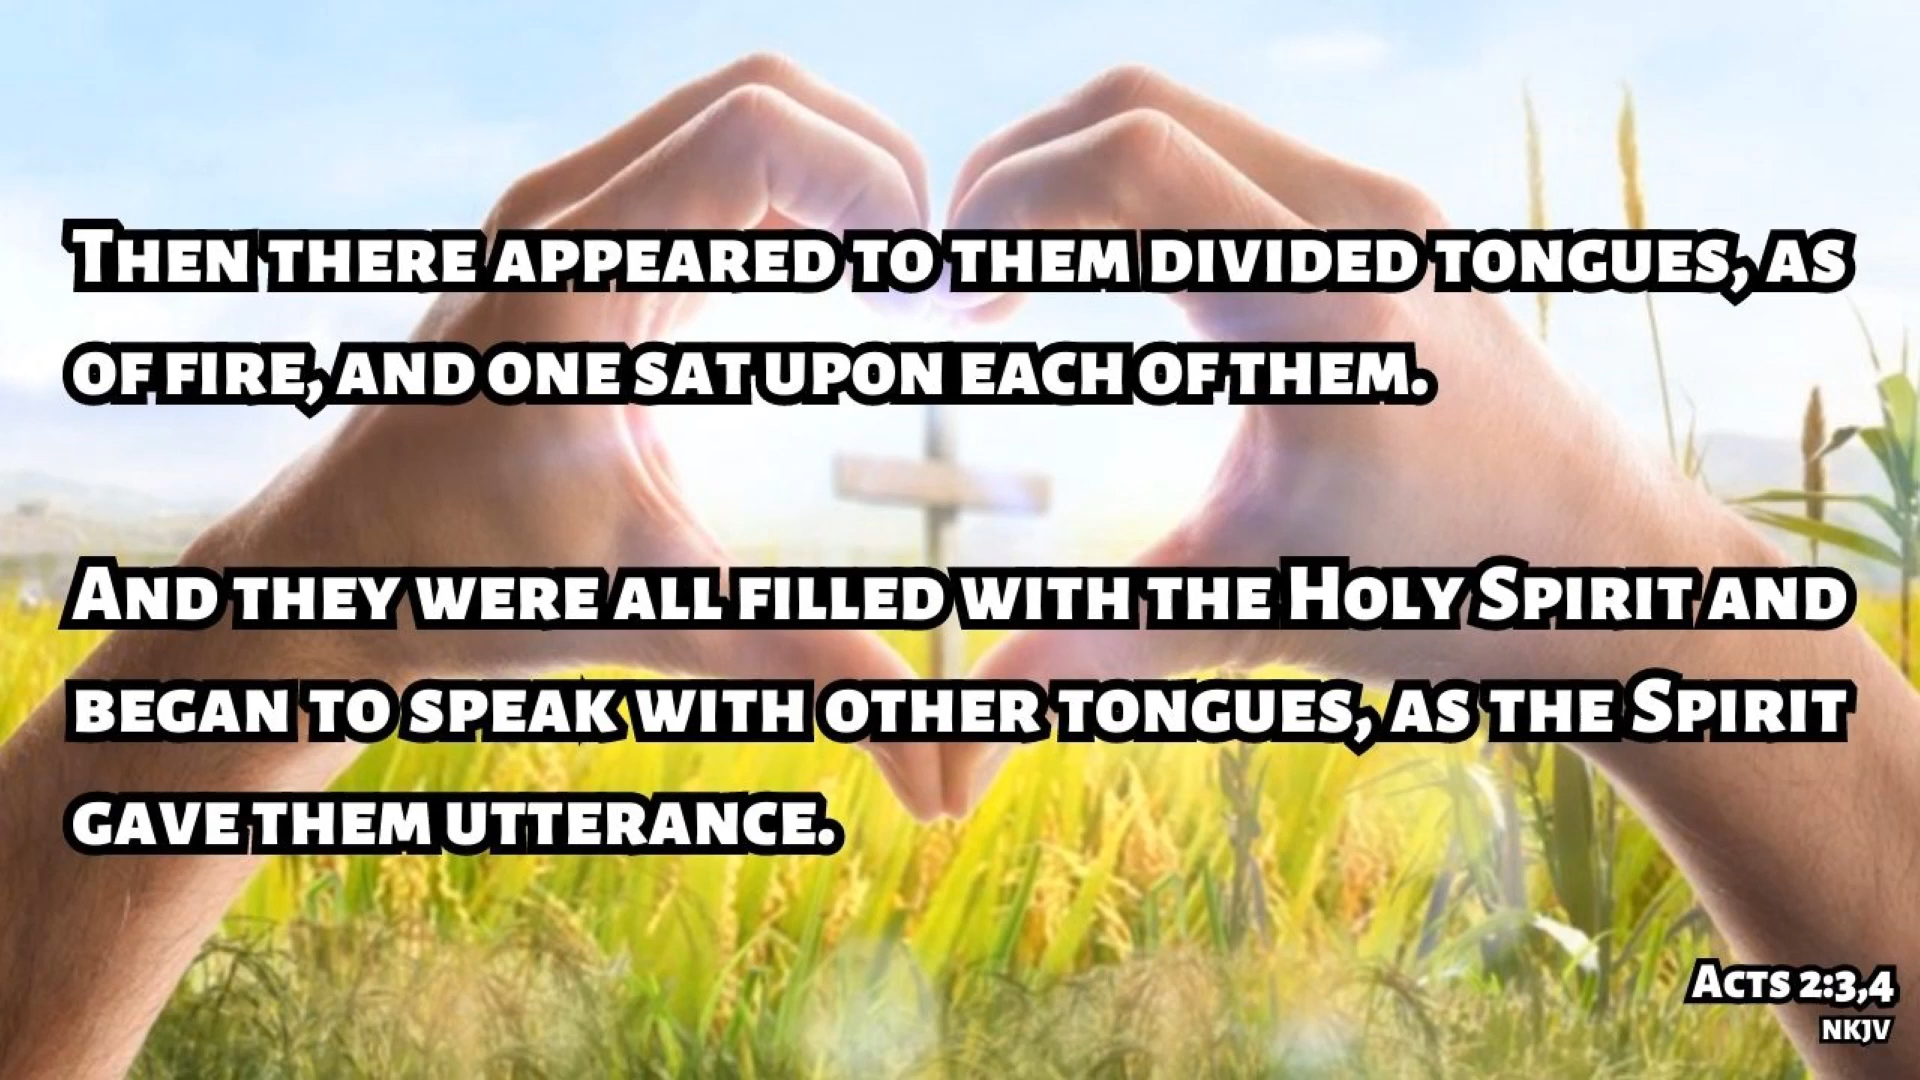 Then there appeared to them divided tongues, as
of fire, and one sat upon each of them.
And they were all filled with the Holy Spirit and
began to speak with other tongues, as the Spirit
gave them utterance.
Acts 2:3,4
NKJV